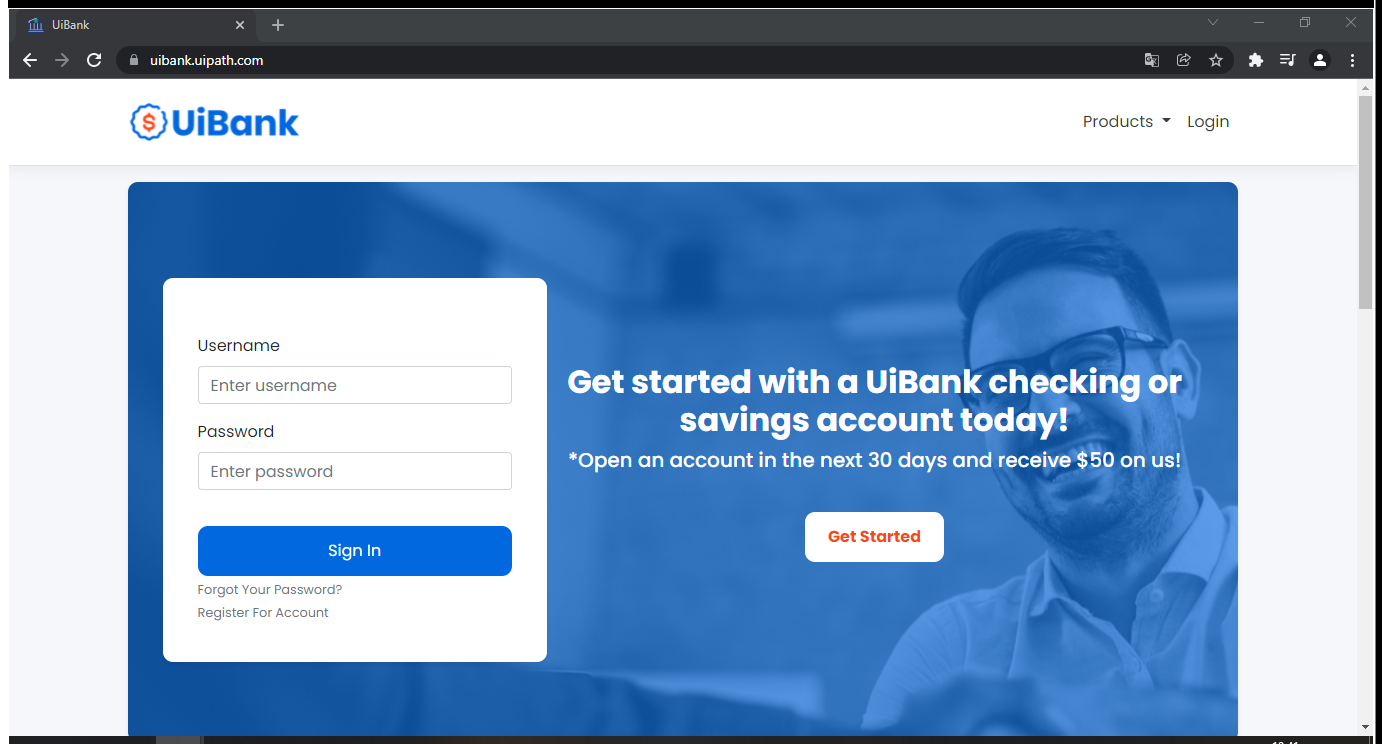 UiBank
uibank.uipath.com
UiBank
Products Login
Username
Enter username
Password
Enter password
Sign In
Forgot Your Password?
Register For Account
Get started with a UiBank checking or
savings account today!
*Open an account in the next 30 days and receive $50 on us!
Get Started